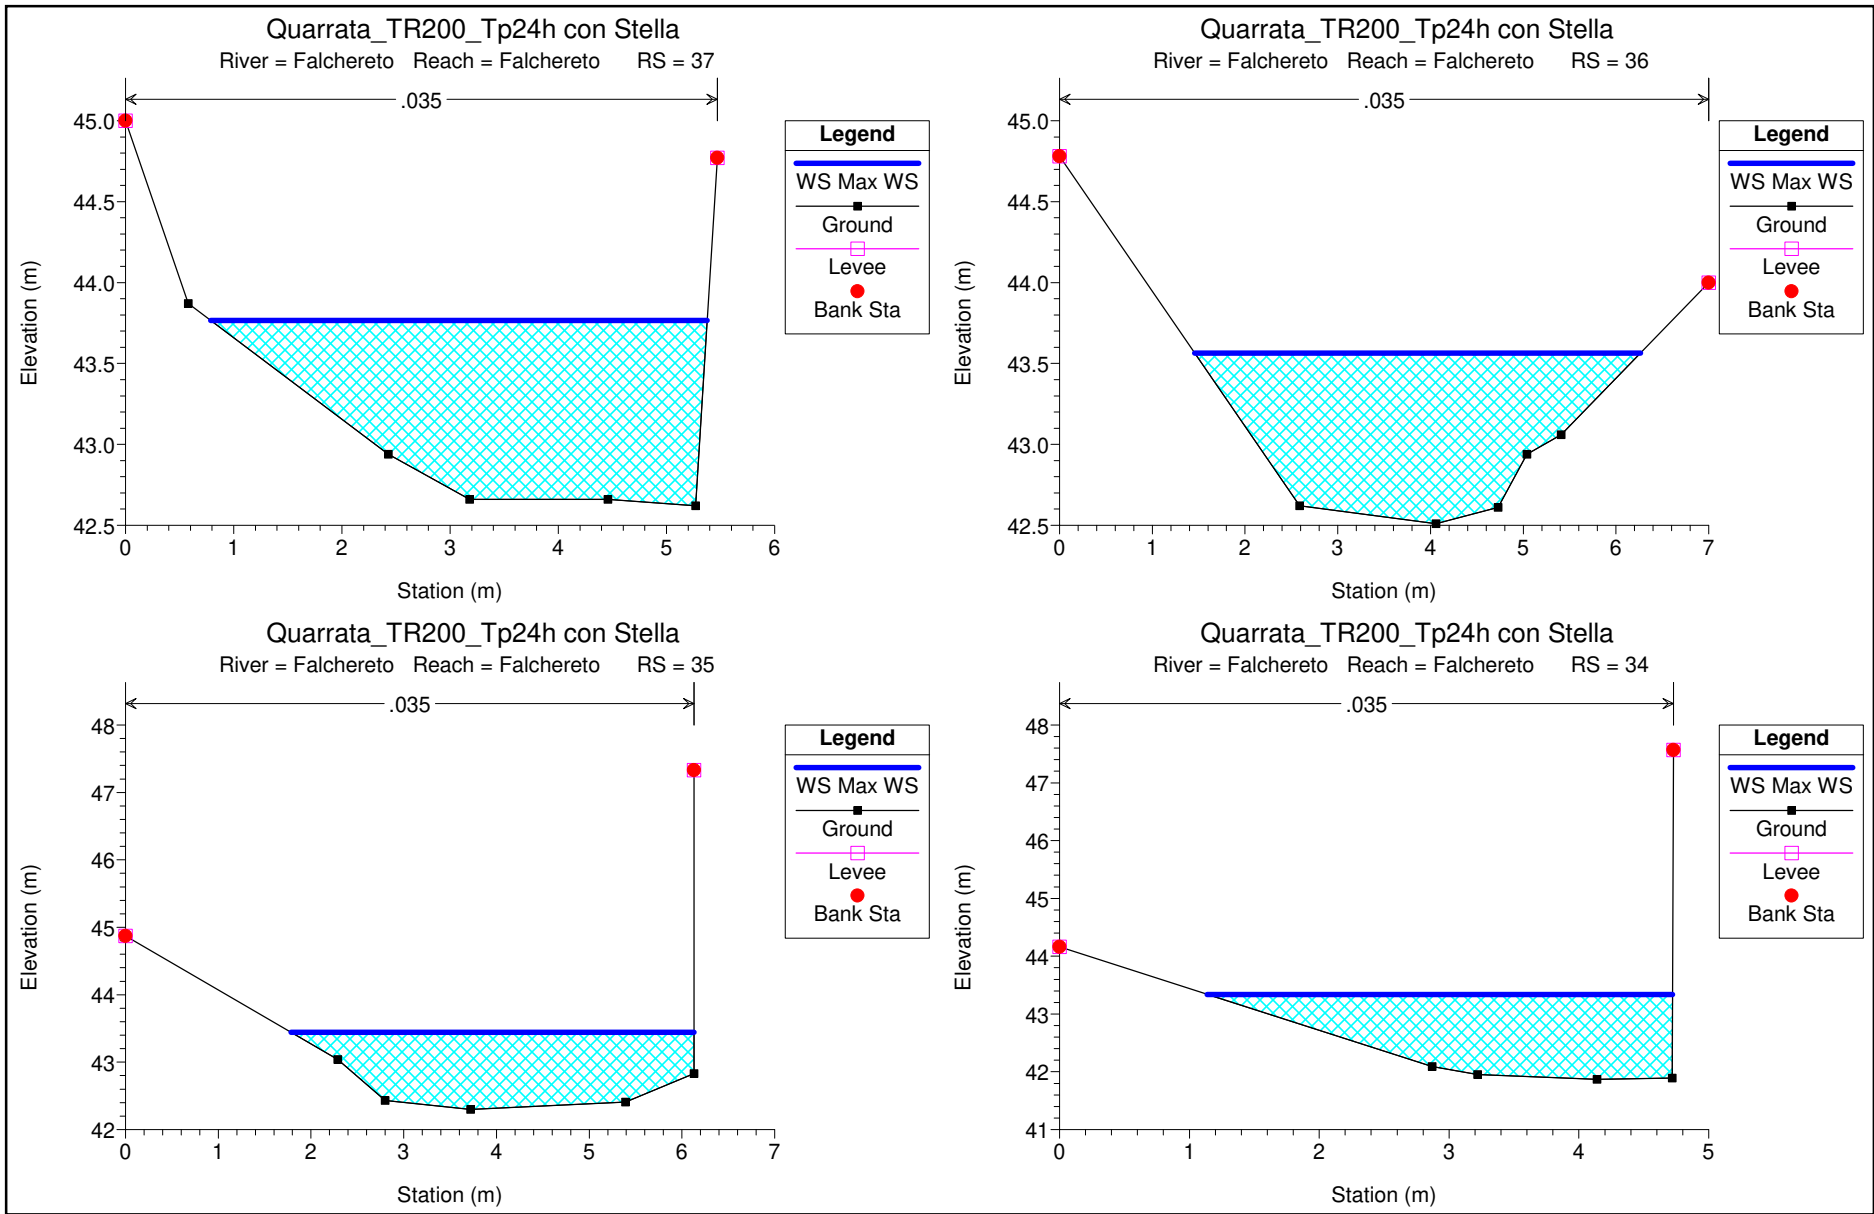 Quarrata_TR200_Tp24h con Stella
River = Falchereto Reach = Falchereto RS = 37
.035
45.0
44.5
44.0
43.5
43.0
42.5
0 1 2 3 4 5 6
Elevation (m)
Station (m)
Legend
WS Max WS
Ground
Levee
Bank Sta
Quarrata_TR200_Tp24h con Stella
River = Falchereto Reach = Falchereto RS = 36
.035
45.0
44.5
44.0
43.5
43.0
42.5
0 1 2 3 4 5 6 7
Elevation (m)
Station (m)
Legend
WS Max WS
Ground
Levee
Bank Sta
Quarrata_TR200_Tp24h con Stella
River = Falchereto Reach = Falchereto RS = 35
.035
48
47
46
45
44
43
42
0 1 2 3 4 5 6 7
Elevation (m)
Station (m)
Legend
WS Max WS
Ground
Levee
Bank Sta
Quarrata_TR200_Tp24h con Stella
River = Falchereto Reach = Falchereto RS = 34
.035
48
47
46
45
44
43
42
41
0 1 2 3 4 5
Elevation (m)
Station (m)
Legend
WS Max WS
Ground
Levee
Bank Sta